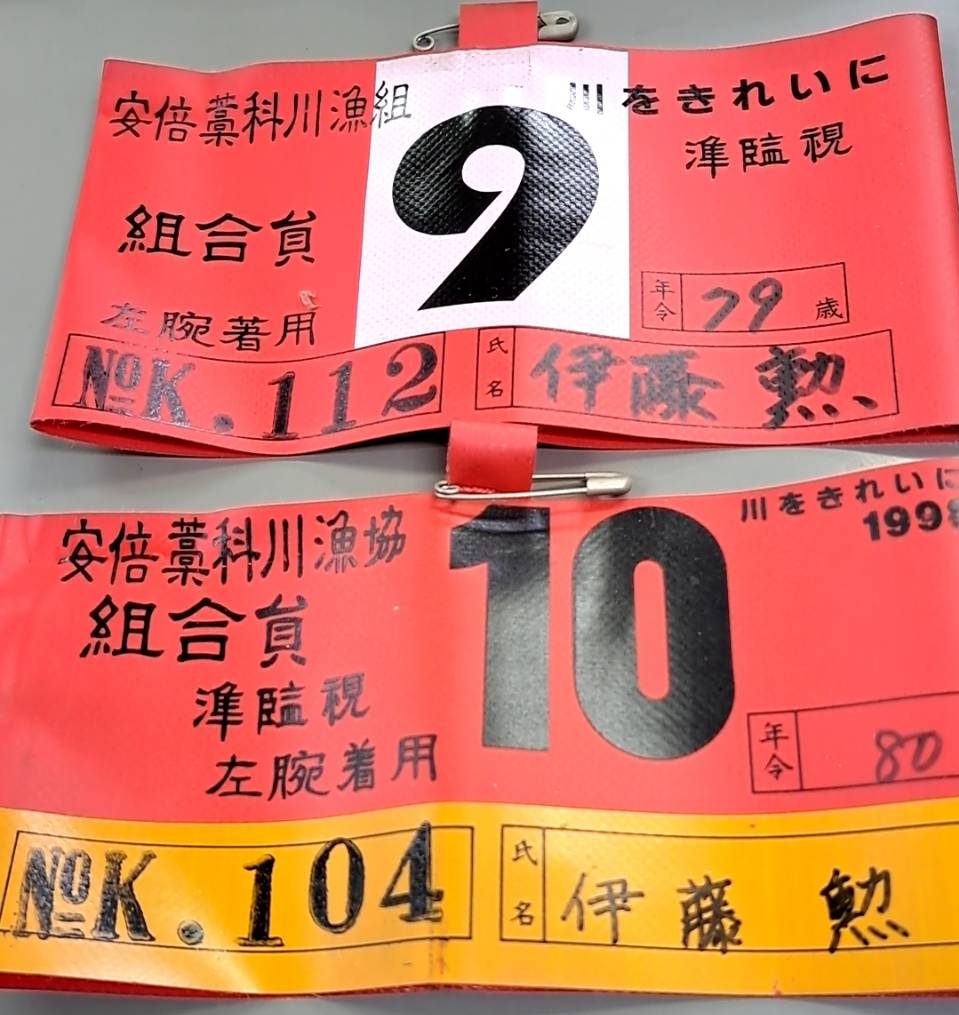 安倍藁科川漁組
組合員
左腕着用
NoK.112
9
川をきれいに
準臨視
年令 79 歳
氏名 伊藤 勲
安倍藁科川漁協
組合員
準臨視
左腕着用
NoK.104
10
川をきれいに
1998
年令 80
氏名 伊藤 勲